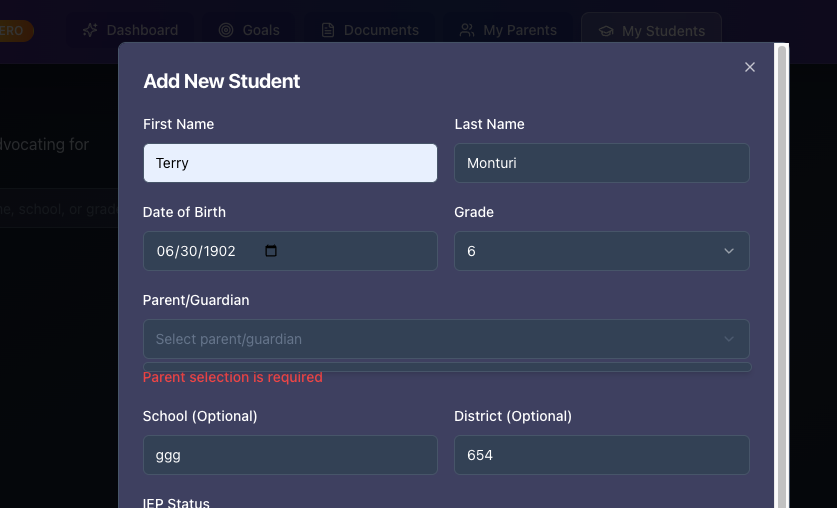 ERO Dashboard Goals Documents My Parents My Students
Add New Student
First Name Last Name
Terry Monturi
dvocating for
Date of Birth Grade
e, school, or grad
06/30/1902 6
Parent/Guardian
Select parent/guardian
Parent selection is required
School (Optional) District (Optional)
ggg 654
IEP Status